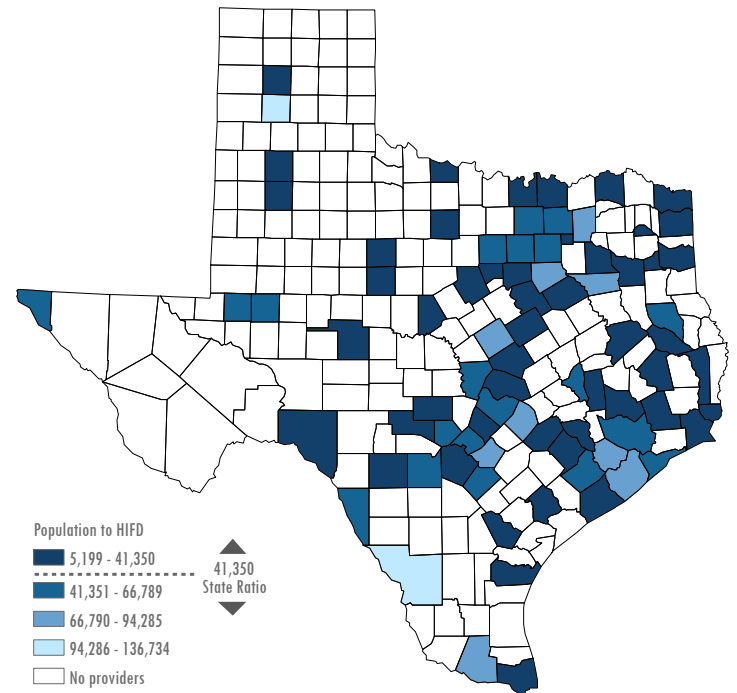 Population to HIFD
5,199 - 41,350
41,351 - 66,789
66,790 - 94,285
94,286 - 136,734
No providers
41,350
State Ratio